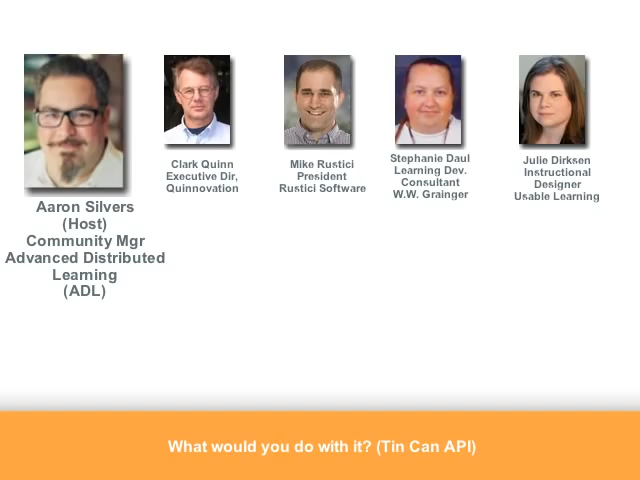 Aaron Silvers
(Host)
Community Mgr
Advanced Distributed
Learning
(ADL)
Clark Quinn
Executive Dir,
Quinnovation
Mike Rustici
President
Rustici Software
Stephanie Daul
Learning Dev.
Consultant
W.W. Grainger
Julie Dirksen
Instructional
Designer
Usable Learning
What would you do with it? (Tin Can API)